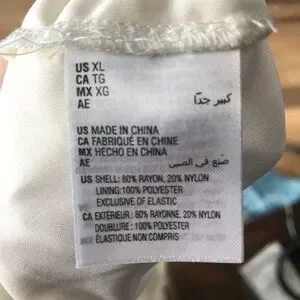 US XL
CA TG
MX XG
AE كبير جدًا
US MADE IN CHINA
CA FABRIQUÉ EN CHINE
MX HECHO EN CHINA
AE صنع في الصين
US SHELL: 80% RAYON, 20% NYLON
LINING:100% POLYESTER
EXCLUSIVE OF ELASTIC
CA EXTÉRIEUR: 80% RAYONNE, 20% NYLON
DOUBLURE : 100% POLYESTER
ÉLASTIQUE NON COMPRIS